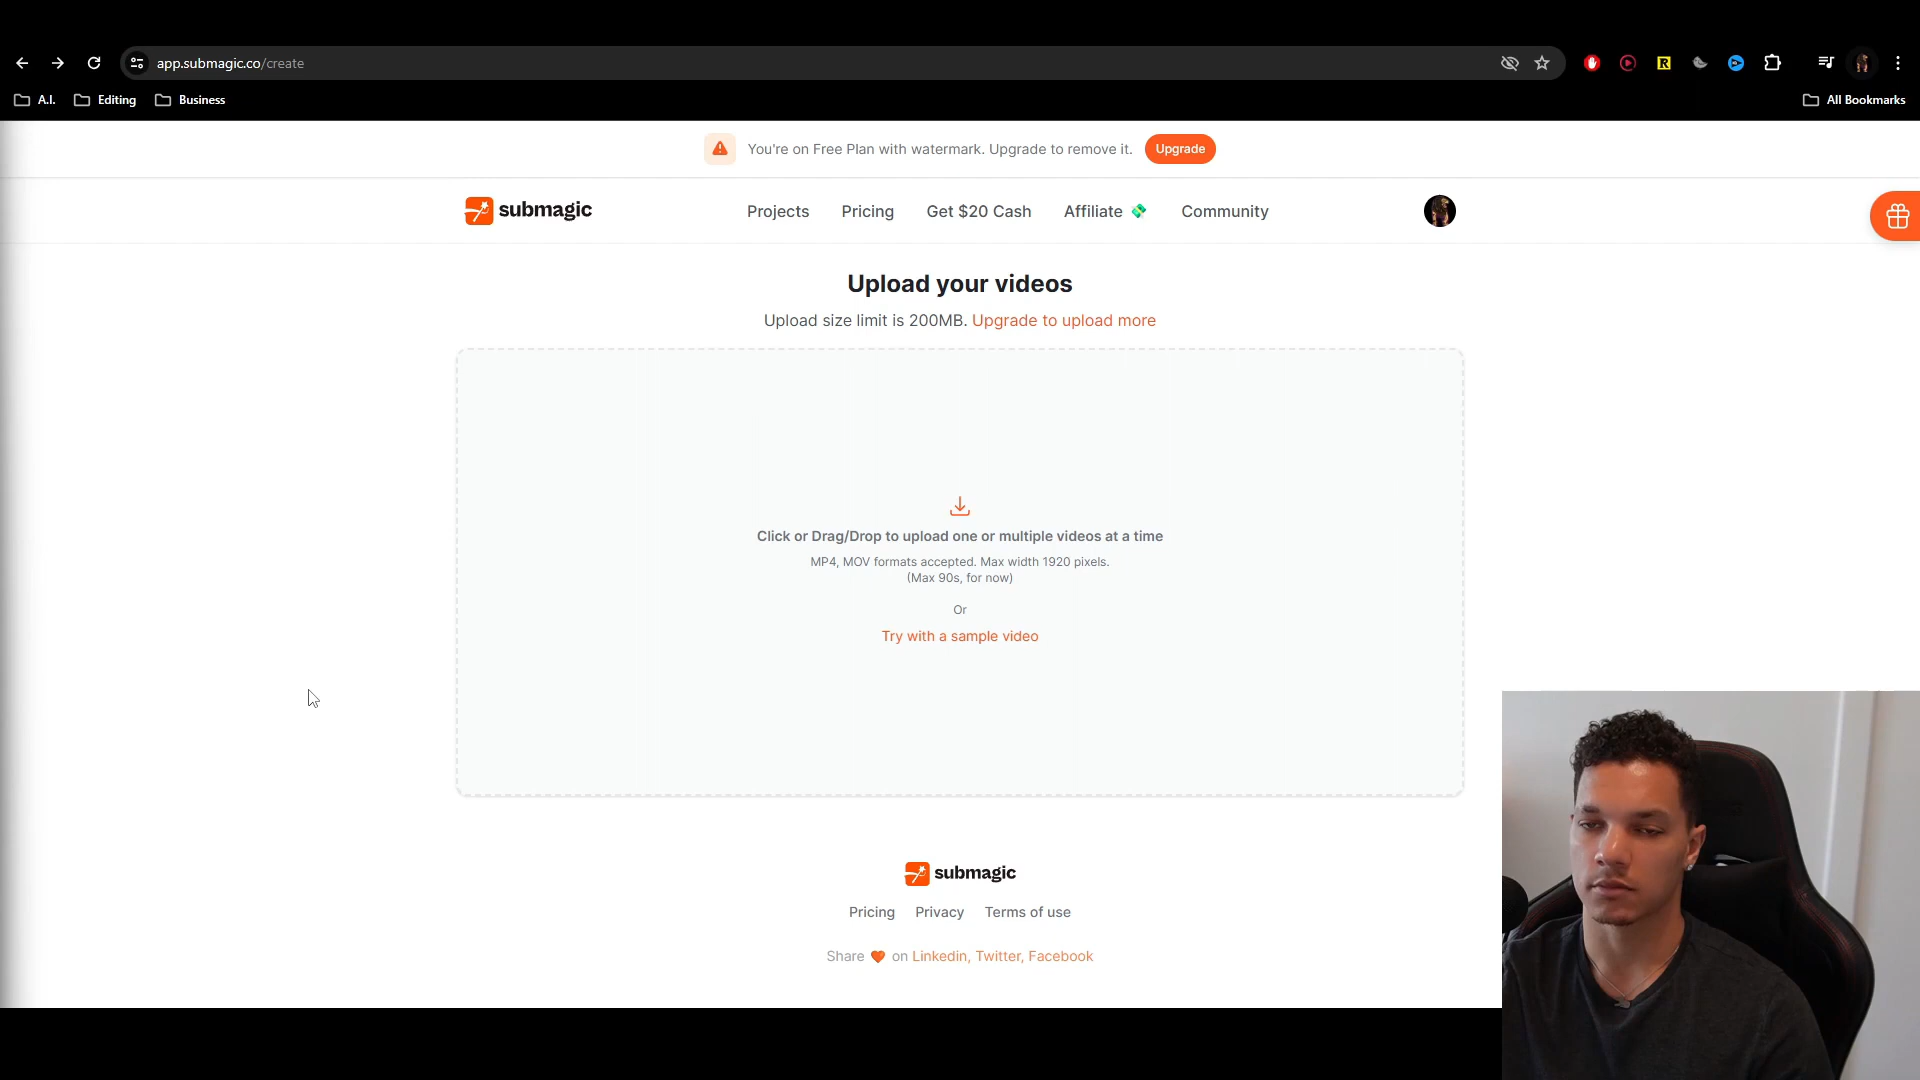 app.submagic.co/create
A.I.
Editing
Business
All Bookmarks
You're on Free Plan with watermark. Upgrade to remove it.
Upgrade
submagic
Projects
Pricing
Get $20 Cash
Affiliate 💸
Community
Upload your videos
Upload size limit is 200MB. Upgrade to upload more
Click or Drag/Drop to upload one or multiple videos at a time
MP4, MOV formats accepted. Max width 1920 pixels.
(Max 90s, for now)
Or
Try with a sample video
submagic
Pricing
Privacy
Terms of use
Share 🧡 on Linkedin, Twitter, Facebook